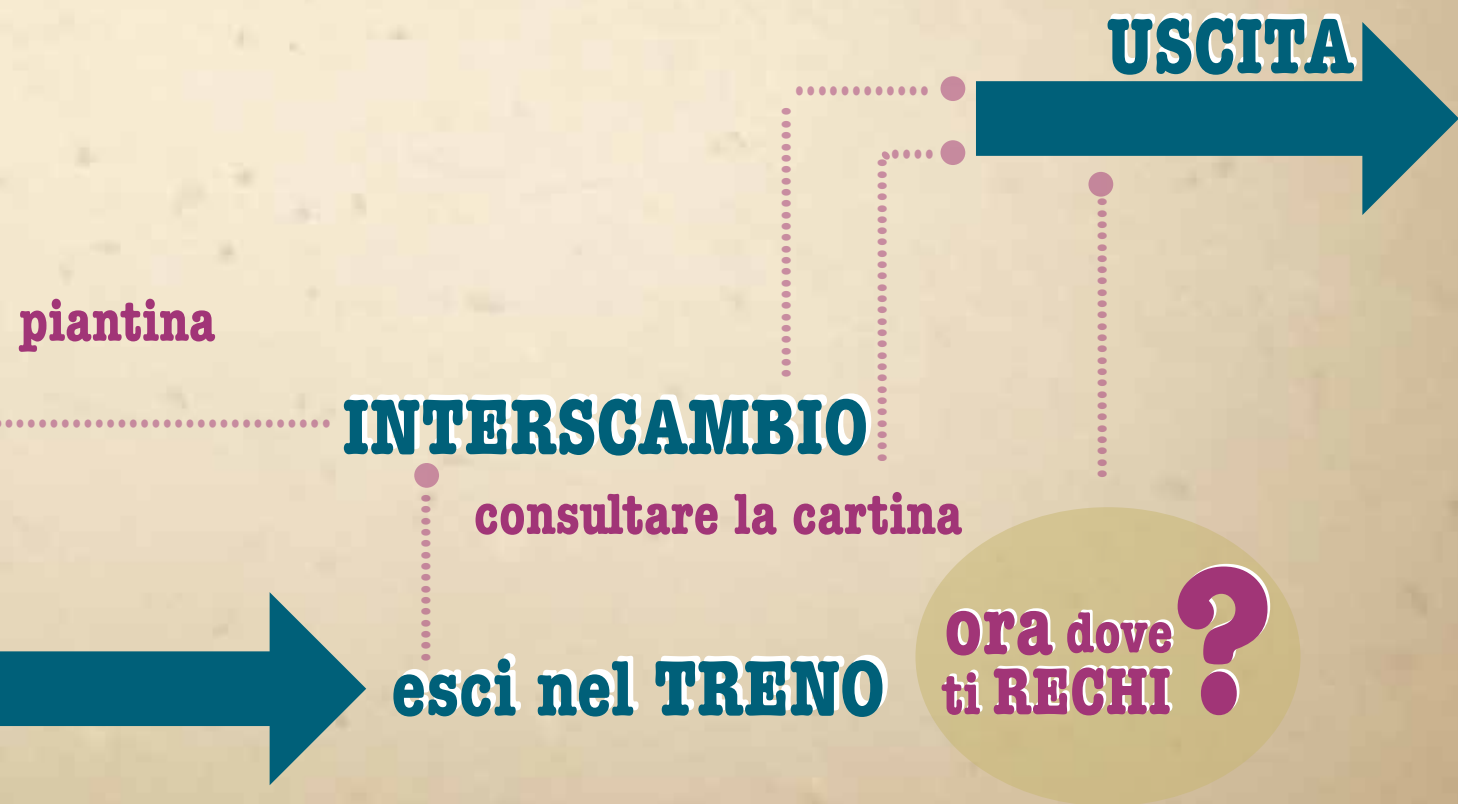 USCITA
piantina
INTERSCAMBIO
consultare la cartina
esci nel TRENO
ora dove
ti RECHI ?